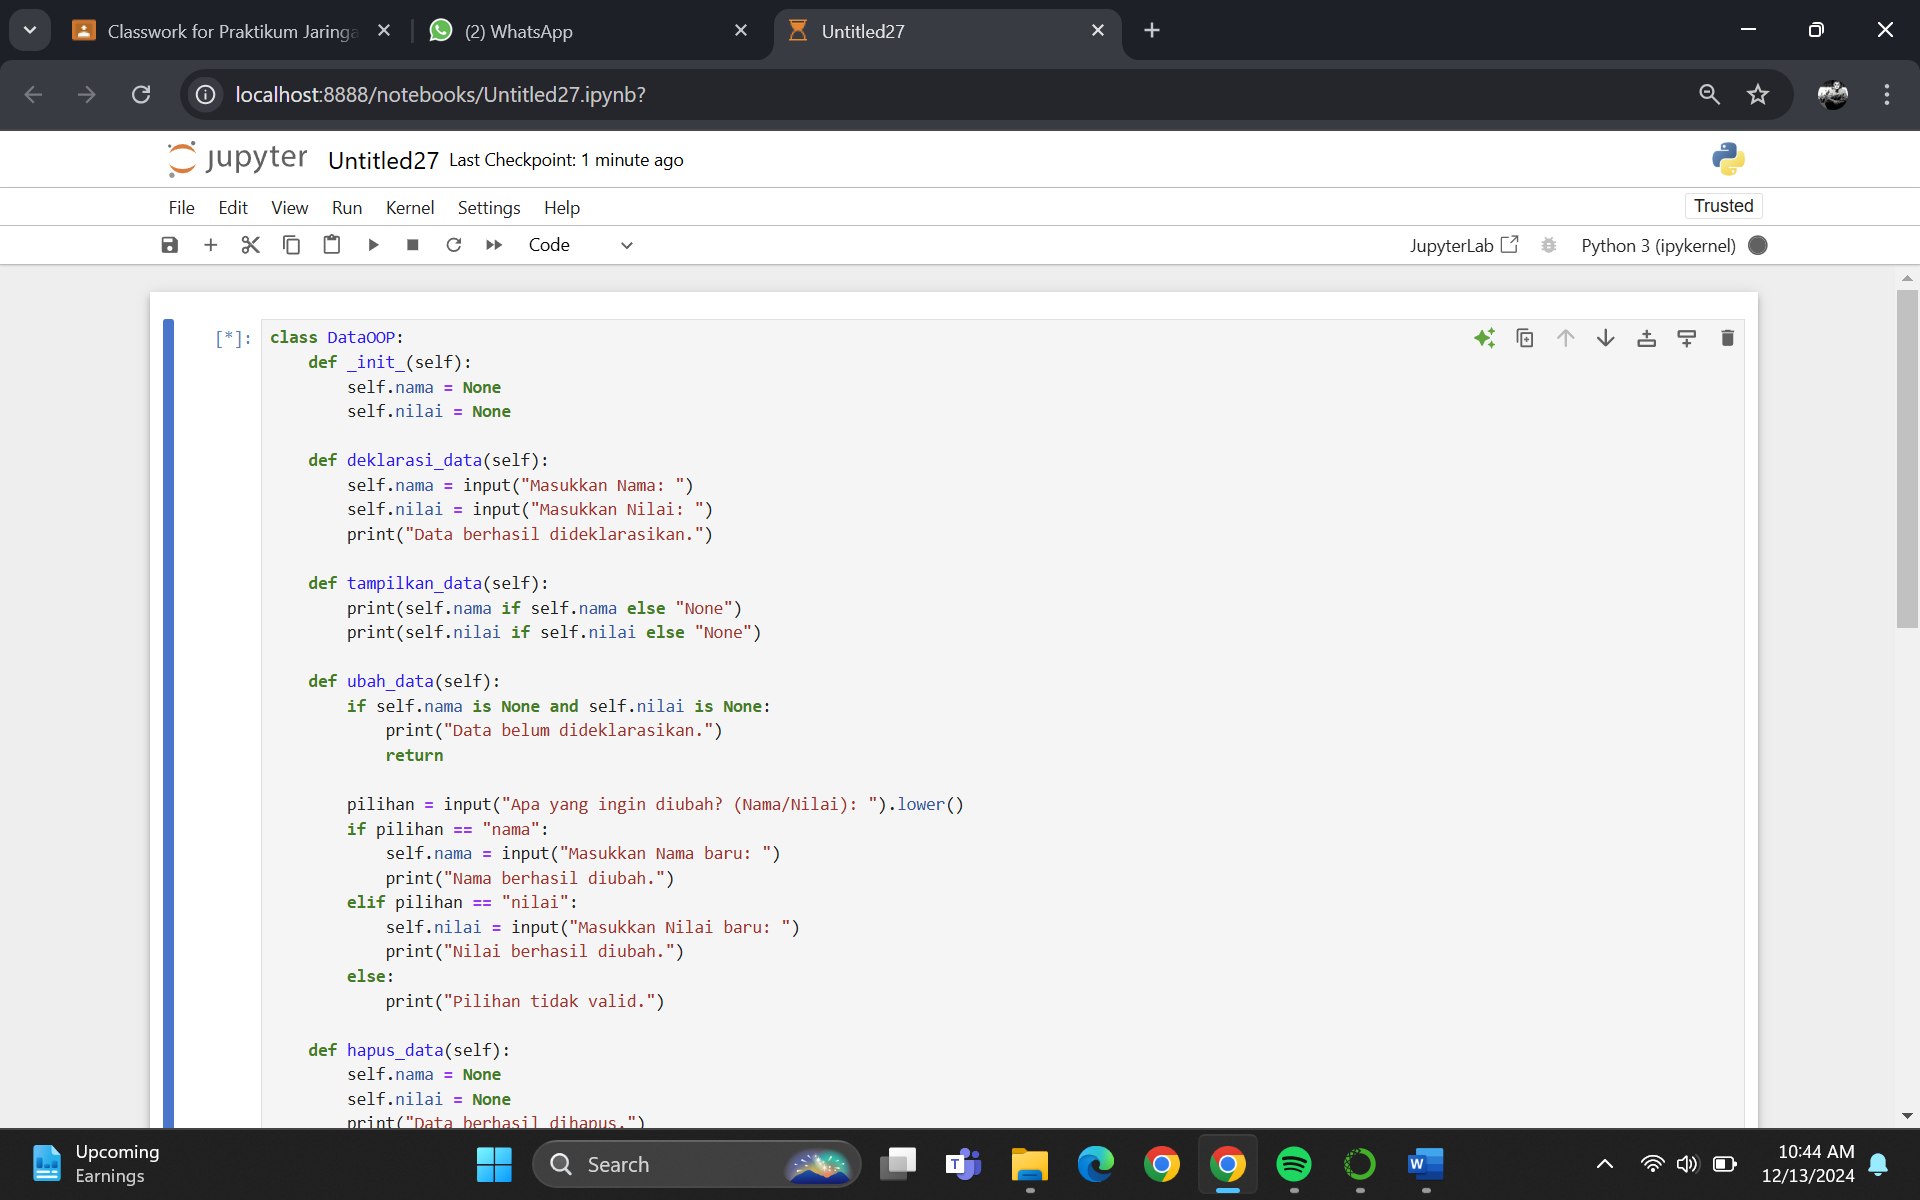 Classwork for Praktikum Jaringa
(2) WhatsApp
Untitled27
localhost:8888/notebooks/Untitled27.ipynb?
jupyter Untitled27 Last Checkpoint: 1 minute ago
File Edit View Run Kernel Settings Help
Trusted
Code
JupyterLab
Python 3 (ipykernel)
[*]:
class DataOOP:
    def _init_(self):
        self.nama = None
        self.nilai = None

    def deklarasi_data(self):
        self.nama = input("Masukkan Nama: ")
        self.nilai = input("Masukkan Nilai: ")
        print("Data berhasil dideklarasikan.")

    def tampilkan_data(self):
        print(self.nama if self.nama else "None")
        print(self.nilai if self.nilai else "None")

    def ubah_data(self):
        if self.nama is None and self.nilai is None:
            print("Data belum dideklarasikan.")
            return

        pilihan = input("Apa yang ingin diubah? (Nama/Nilai): ").lower()
        if pilihan == "nama":
            self.nama = input("Masukkan Nama baru: ")
            print("Nama berhasil diubah.")
        elif pilihan == "nilai":
            self.nilai = input("Masukkan Nilai baru: ")
            print("Nilai berhasil diubah.")
        else:
            print("Pilihan tidak valid.")

    def hapus_data(self):
        self.nama = None
        self.nilai = None
        print("Data berhasil dihapus.")
Upcoming
Earnings
Search
10:44 AM
12/13/2024